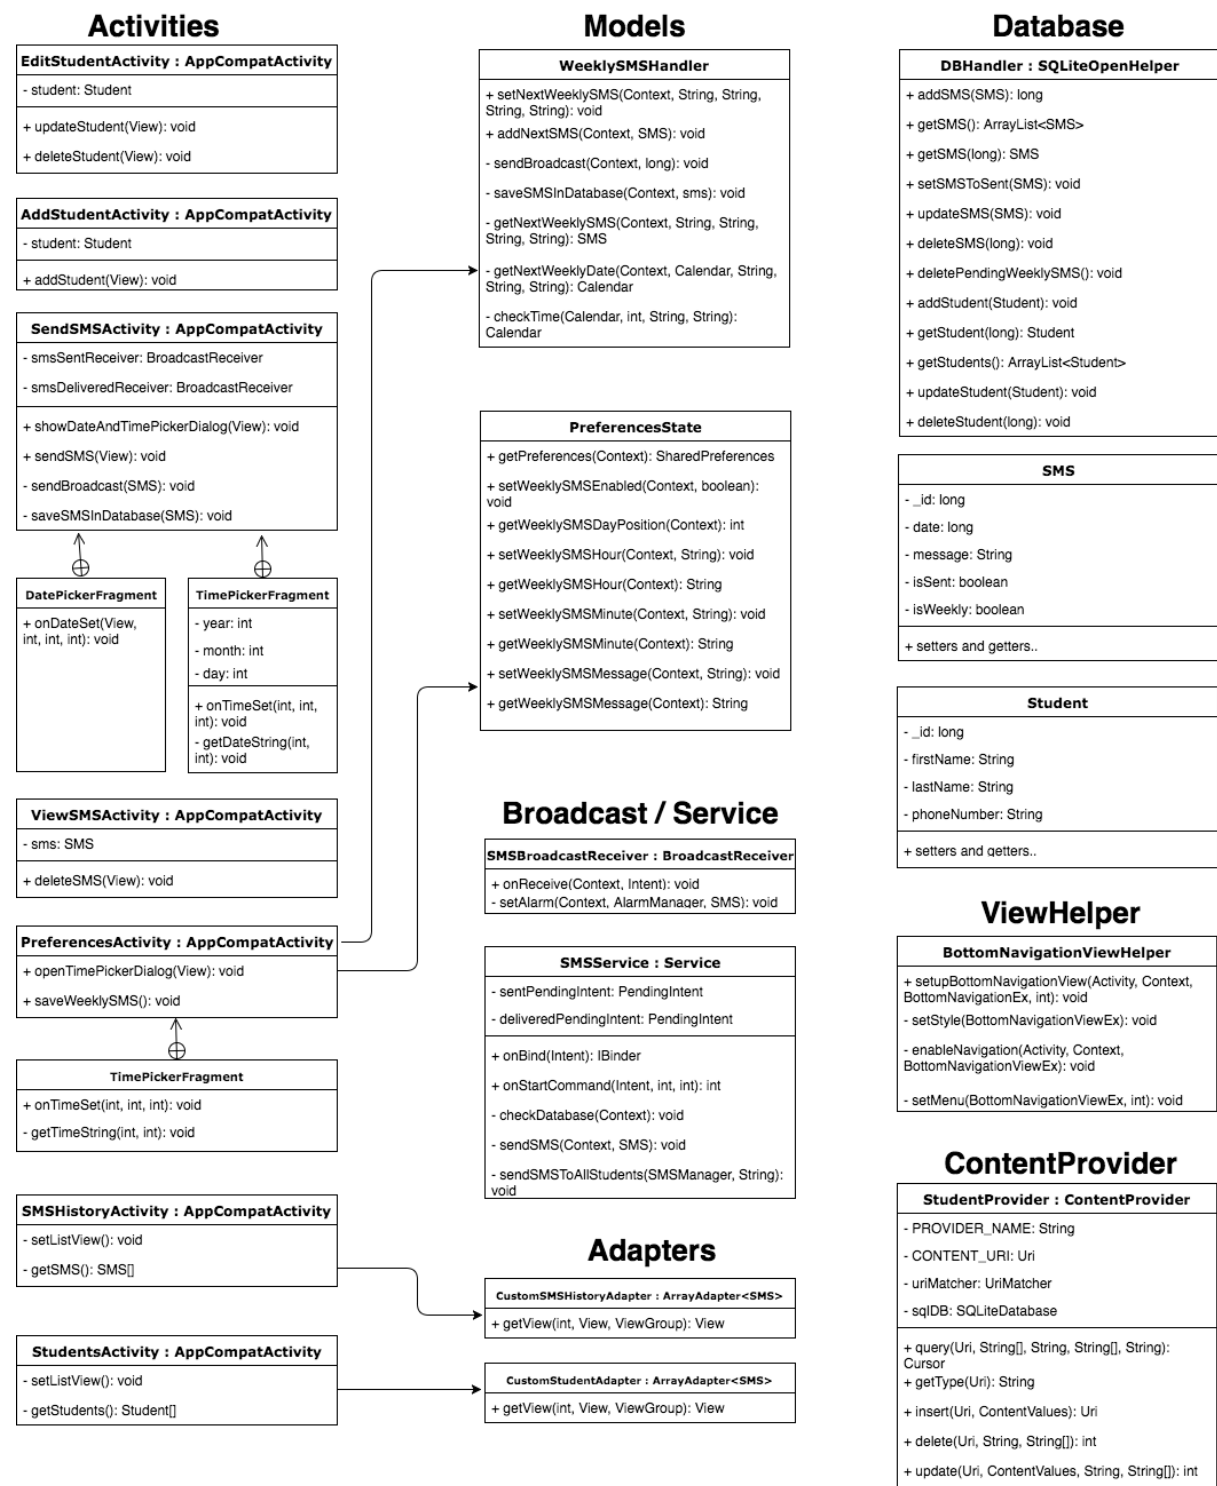 Activities
EditStudentActivity : AppCompatActivity
- student: Student
+ updateStudent(View): void
+ deleteStudent(View): void
AddStudentActivity : AppCompatActivity
- student: Student
+ addStudent(View): void
SendSMSActivity : AppCompatActivity
- smsSentReceiver: BroadcastReceiver
- smsDeliveredReceiver: BroadcastReceiver
+ showDateAndTimePickerDialog(View): void
+ sendSMS(View): void
- sendBroadcast(SMS): void
- saveSMSInDatabase(SMS): void
DatePickerFragment
+ onDateSet(View,
int, int, int): void
TimePickerFragment
- year: int
- month: int
- day: int
+ onTimeSet(int, int,
int): void
- getDateString(int,
int): void
ViewSMSActivity : AppCompatActivity
- sms: SMS
+ deleteSMS(View): void
PreferencesActivity : AppCompatActivity
+ openTimePickerDialog(View): void
+ saveWeeklySMS(): void
TimePickerFragment
+ onTimeSet(int, int, int): void
- getTimeString(int, int): void
SMSHistoryActivity : AppCompatActivity
- setListView(): void
- getSMS(): SMS[]
StudentsActivity : AppCompatActivity
- setListView(): void
- getStudents(): Student[]
Models
WeeklySMSHandler
+ setNextWeeklySMS(Context, String, String,
String, String): void
+ addNextSMS(Context, SMS): void
- sendBroadcast(Context, long): void
- saveSMSInDatabase(Context, sms): void
- getNextWeeklySMS(Context, String, String,
String, String): SMS
- getNextWeeklyDate(Context, Calendar, String,
String, String): Calendar
- checkTime(Calendar, int, String, String):
Calendar
PreferencesState
+ getPreferences(Context): SharedPreferences
+ setWeeklySMSEnabled(Context, boolean):
void
+ getWeeklySMSDayPosition(Context): int
+ setWeeklySMSHour(Context, String): void
+ getWeeklySMSHour(Context): String
+ setWeeklySMSMinute(Context, String): void
+ getWeeklySMSMinute(Context): String
+ setWeeklySMSMessage(Context, String): void
+ getWeeklySMSMessage(Context): String
Broadcast / Service
SMSBroadcastReceiver : BroadcastReceiver
+ onReceive(Context, Intent): void
- setAlarm(Context, AlarmManager, SMS): void
SMSService : Service
- sentPendingIntent: PendingIntent
- deliveredPendingIntent: PendingIntent
+ onBind(Intent): IBinder
+ onStartCommand(Intent, int, int): int
- checkDatabase(Context): void
- sendSMS(Context, SMS): void
- sendSMSToAllStudents(SMSManager, String):
void
Adapters
CustomSMSHistoryAdapter : ArrayAdapter<SMS>
+ getView(int, View, ViewGroup): View
CustomStudentAdapter : ArrayAdapter<SMS>
+ getView(int, View, ViewGroup): View
Database
DBHandler : SQLiteOpenHelper
+ addSMS(SMS): long
+ getSMS(): ArrayList<SMS>
+ getSMS(long): SMS
+ setSMSToSent(SMS): void
+ updateSMS(SMS): void
+ deleteSMS(long): void
+ deletePendingWeeklySMS(): void
+ addStudent(Student): void
+ getStudent(long): Student
+ getStudents(): ArrayList<Student>
+ updateStudent(Student): void
+ deleteStudent(long): void
SMS
- _id: long
- date: long
- message: String
- isSent: boolean
- isWeekly: boolean
+ setters and getters..
Student
- _id: long
- firstName: String
- lastName: String
- phoneNumber: String
+ setters and getters..
ViewHelper
BottomNavigationViewHelper
+ setupBottomNavigationView(Activity, Context,
BottomNavigationEx, int): void
- setStyle(BottomNavigationViewEx): void
- enableNavigation(Activity, Context,
BottomNavigationViewEx): void
- setMenu(BottomNavigationViewEx, int): void
ContentProvider
StudentProvider : ContentProvider
- PROVIDER_NAME: String
- CONTENT_URI: Uri
- uriMatcher: UriMatcher
- sqlDB: SQLiteDatabase
+ query(Uri, String[], String, String[], String):
Cursor
+ getType(Uri): String
+ insert(Uri, ContentValues): Uri
+ delete(Uri, String, String[]): int
+ update(Uri, ContentValues, String, String[]): int